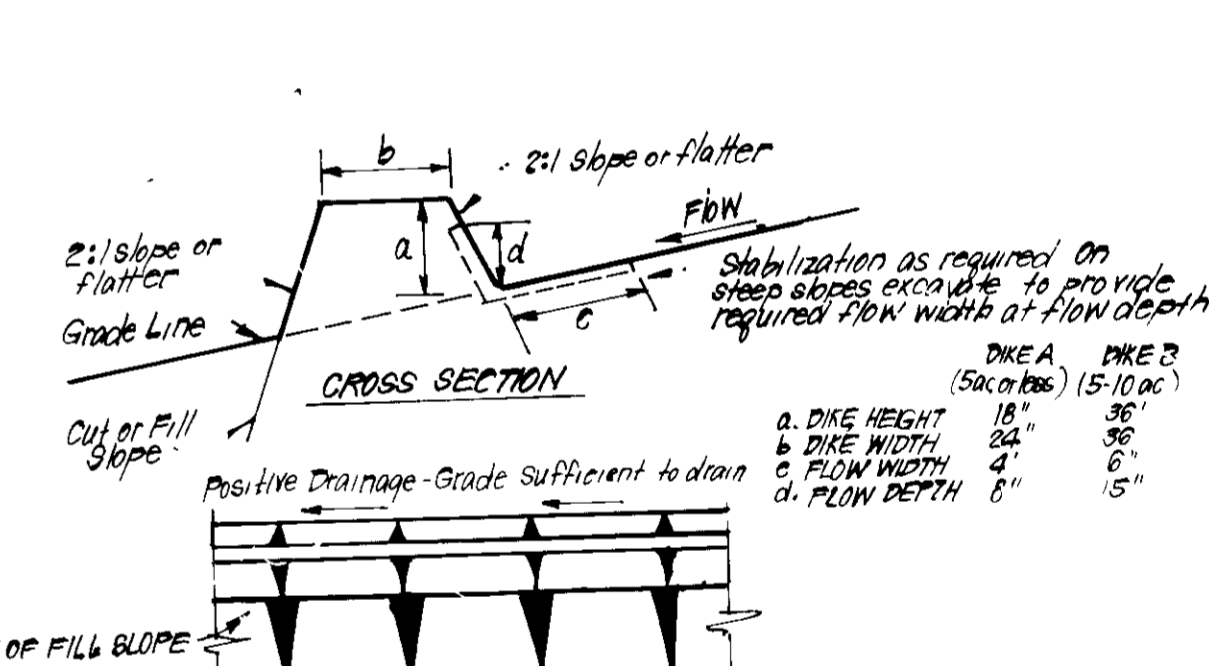 b
2:1 slope or flatter
Flow
a
d
2:1 slope or
flatter
Stabilization as required on
steep slopes excavate to provide
required flow width at flow depth
Grade Line
c
CROSS SECTION
Cut or Fill
Slope
DIKE A DIKE B
(5ac or less) (5-10 ac)
a. DIKE HEIGHT 18" 36'
b DIKE WIDTH 24" 36
c FLOW WIDTH 4' 6"
d. FLOW DEPTH 8" 15"
Positive Drainage-Grade Sufficient to drain
OF FILL SLOPE